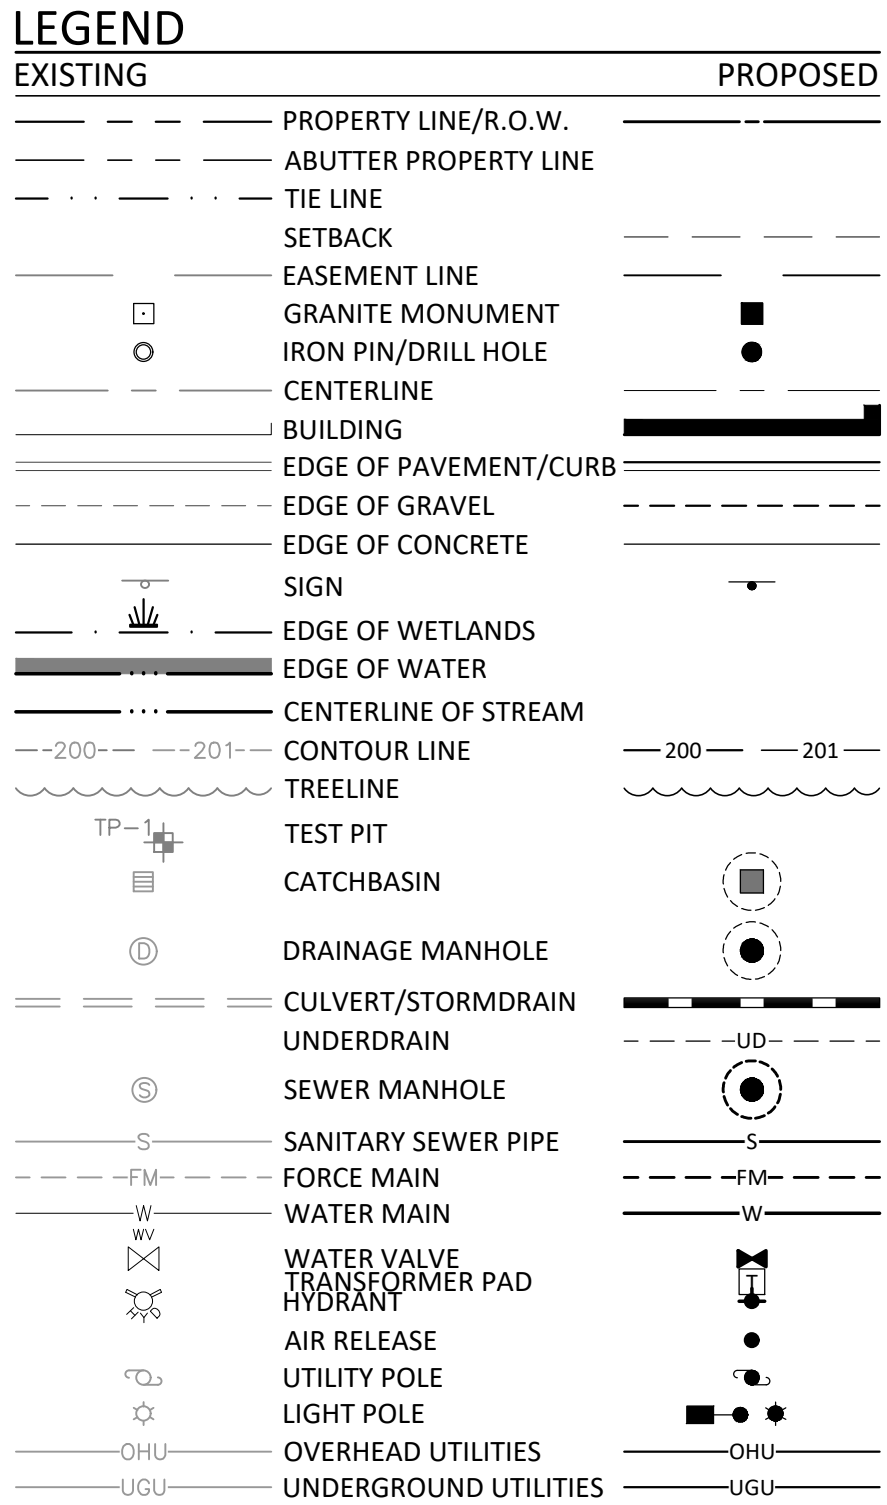 LEGEND
EXISTING PROPOSED
PROPERTY LINE/R.O.W.
ABUTTER PROPERTY LINE
TIE LINE
SETBACK
EASEMENT LINE
GRANITE MONUMENT
IRON PIN/DRILL HOLE
CENTERLINE
BUILDING
EDGE OF PAVEMENT/CURB
EDGE OF GRAVEL
EDGE OF CONCRETE
SIGN
EDGE OF WETLANDS
EDGE OF WATER
CENTERLINE OF STREAM
200 201 CONTOUR LINE 200 201
TREELINE
TP-1 TEST PIT
CATCHBASIN
D DRAINAGE MANHOLE
CULVERT/STORMDRAIN
UNDERDRAIN UD
S SEWER MANHOLE
S SANITARY SEWER PIPE S
FM FORCE MAIN FM
W WATER MAIN W
WV
WATER VALVE
TRANSFORMER PAD T
HYD HYDRANT
AIR RELEASE
UTILITY POLE
LIGHT POLE
OHU OVERHEAD UTILITIES OHU
UGU UNDERGROUND UTILITIES UGU